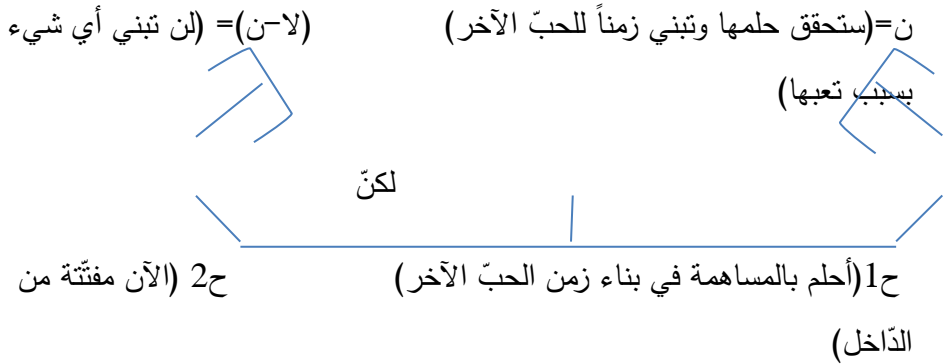 ن=(ستحقق حلمها وتبني زمناً للحبّ الآخر) (لا-ن)= (لن تبني أي شيء
بسبب تعبها)
لكنّ
ح1(أحلم بالمساهمة في بناء زمن الحبّ الآخر) ح2 (الآن مفتّتة من
الدّاخل)